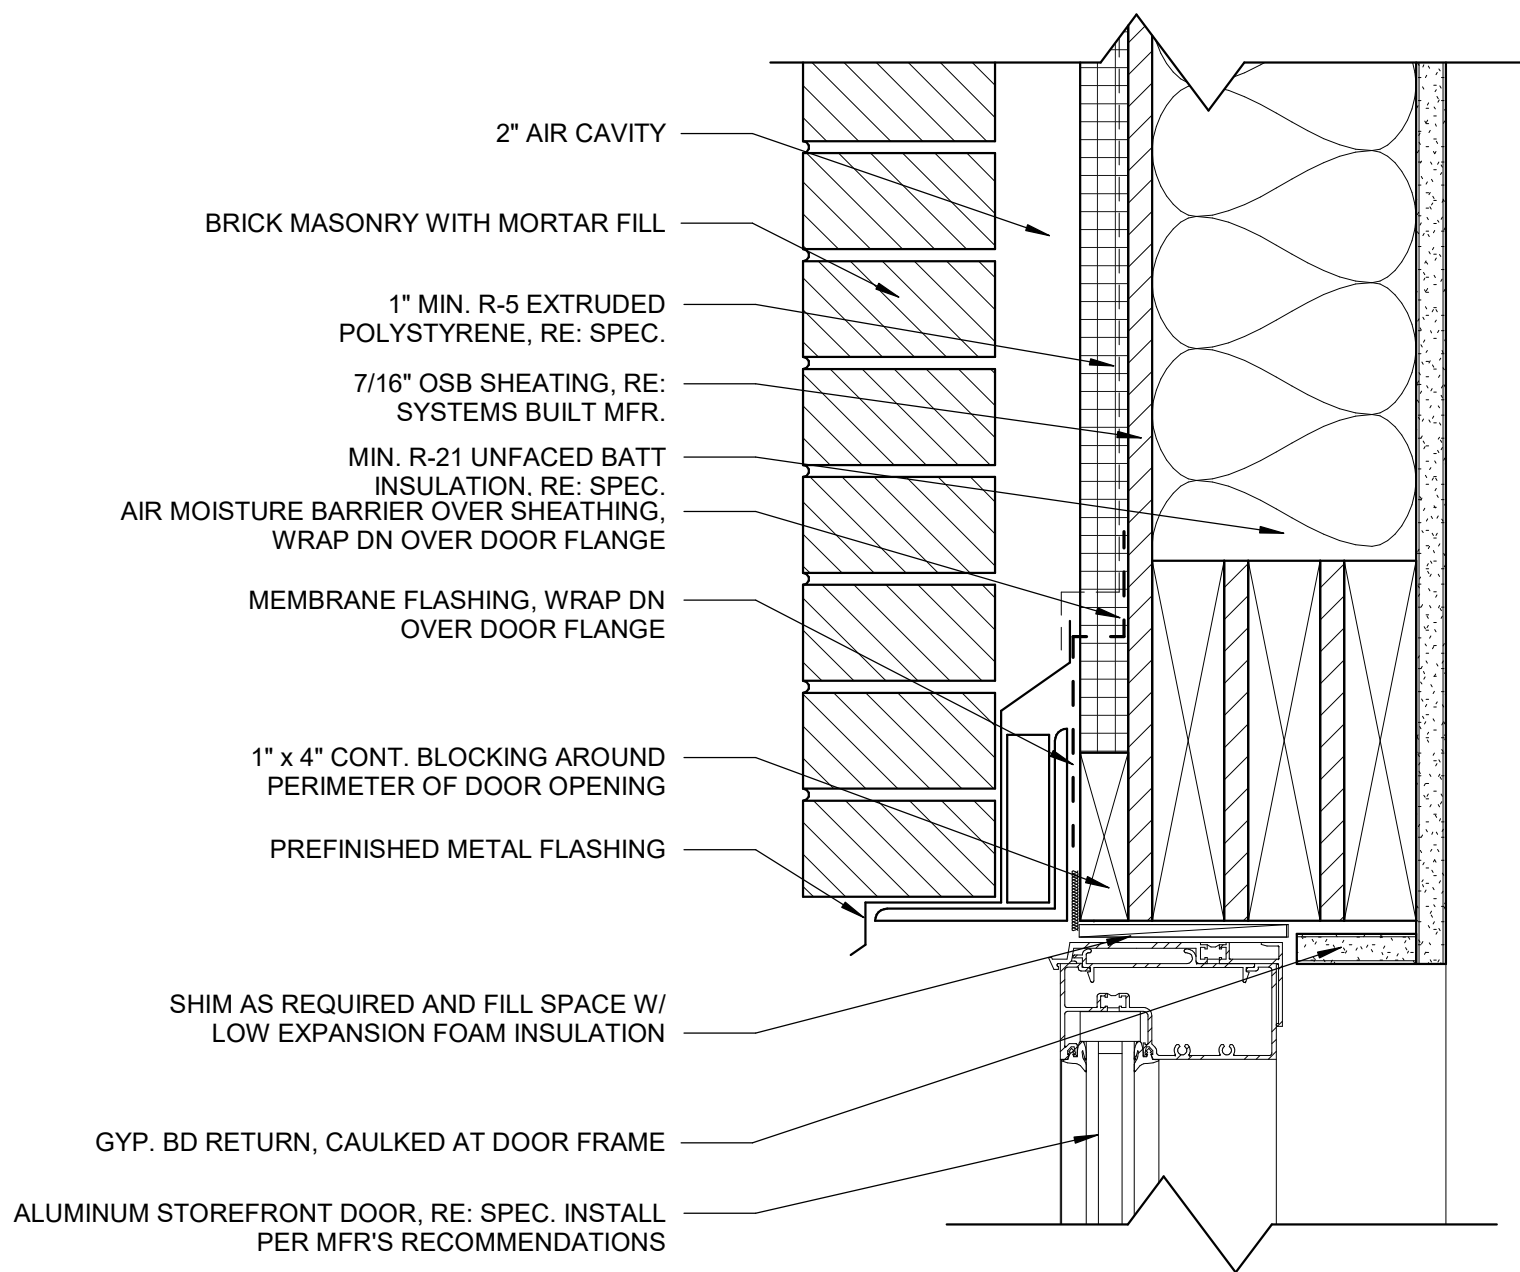 2" AIR CAVITY
BRICK MASONRY WITH MORTAR FILL
1" MIN. R-5 EXTRUDED
POLYSTYRENE, RE: SPEC.
7/16" OSB SHEATING, RE:
SYSTEMS BUILT MFR.
MIN. R-21 UNFACED BATT
INSULATION, RE: SPEC.
AIR MOISTURE BARRIER OVER SHEATHING,
WRAP DN OVER DOOR FLANGE
MEMBRANE FLASHING, WRAP DN
OVER DOOR FLANGE
1" x 4" CONT. BLOCKING AROUND
PERIMETER OF DOOR OPENING
PREFINISHED METAL FLASHING
SHIM AS REQUIRED AND FILL SPACE W/
LOW EXPANSION FOAM INSULATION
GYP. BD RETURN, CAULKED AT DOOR FRAME
ALUMINUM STOREFRONT DOOR, RE: SPEC. INSTALL
PER MFR'S RECOMMENDATIONS